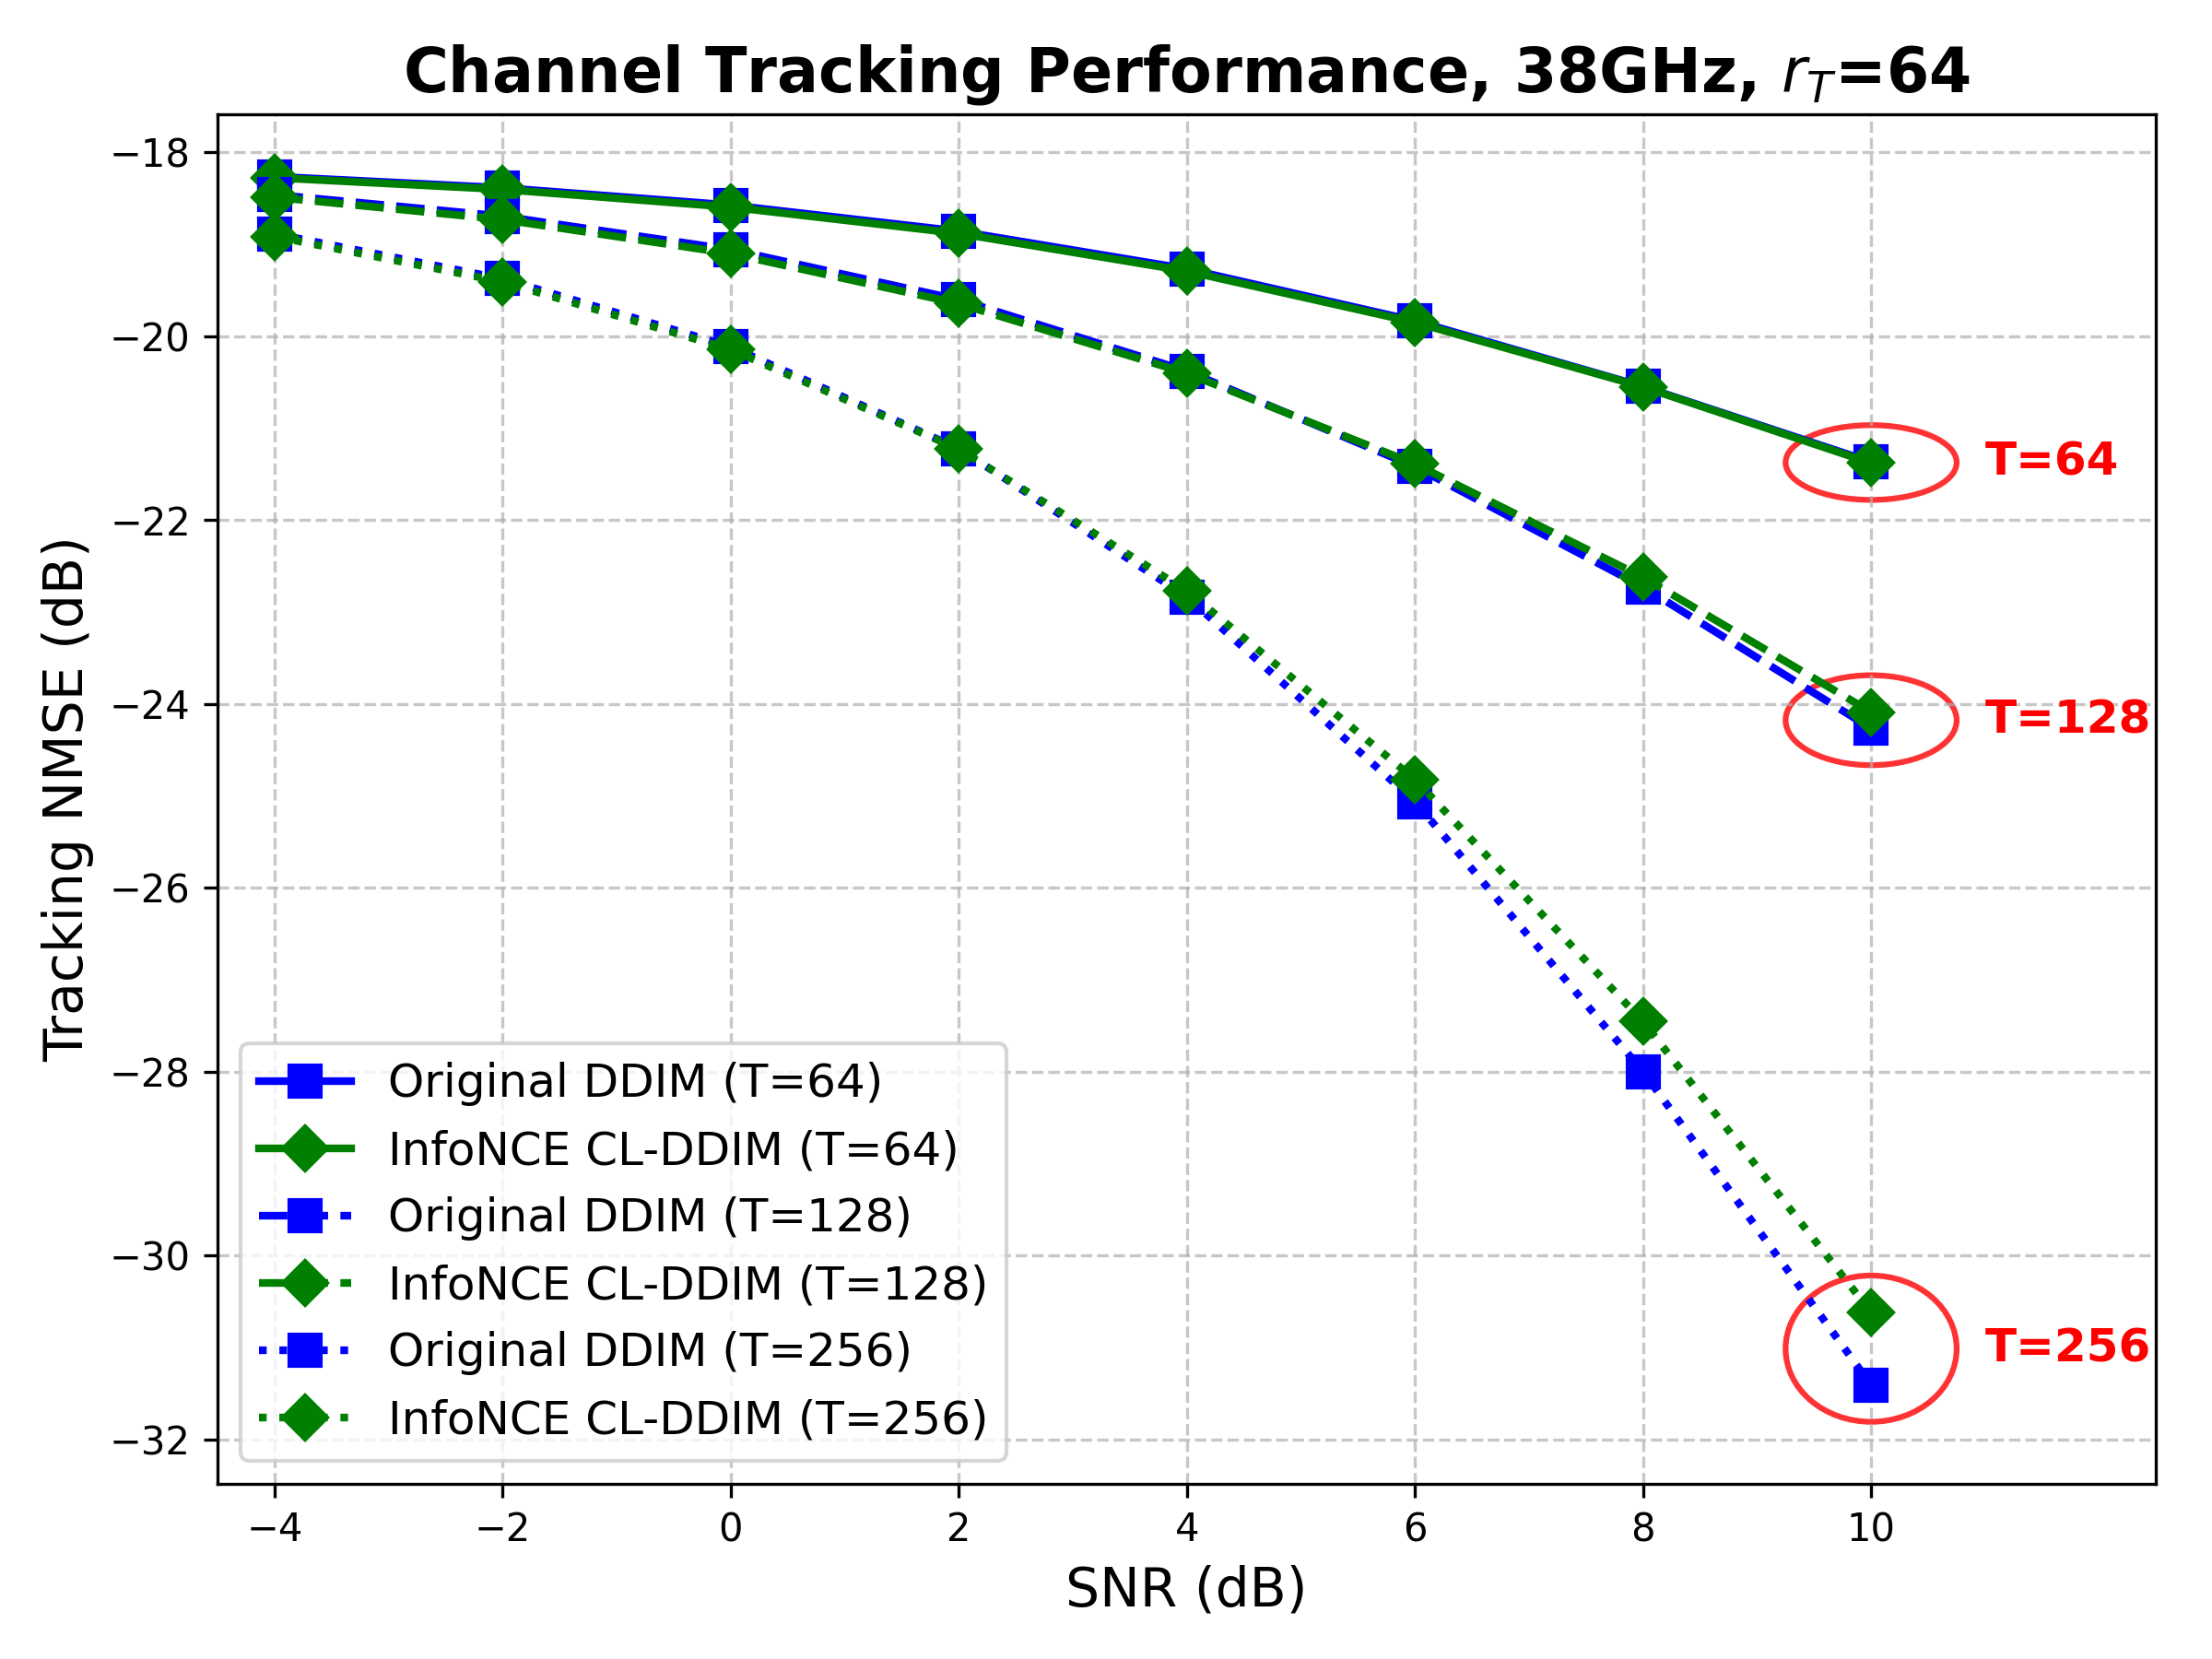 Channel Tracking Performance, 38GHz, r_T=64
Tracking NMSE (dB)
−18
−20
−22
−24
−26
−28
−30
−32
T=64
T=128
T=256
Original DDIM (T=64)
InfoNCE CL-DDIM (T=64)
Original DDIM (T=128)
InfoNCE CL-DDIM (T=128)
Original DDIM (T=256)
InfoNCE CL-DDIM (T=256)
−4 −2 0 2 4 6 8 10
SNR (dB)